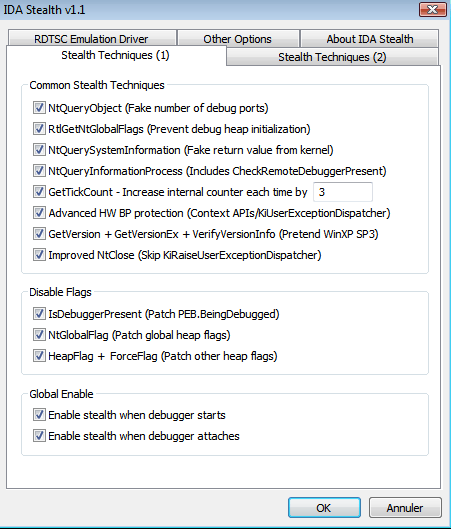 IDA Stealth v1.1
RDTSC Emulation Driver
Other Options
About IDA Stealth
Stealth Techniques (1)
Stealth Techniques (2)
Common Stealth Techniques
NtQueryObject (Fake number of debug ports)
RtlGetNtGlobalFlags (Prevent debug heap initialization)
NtQuerySystemInformation (Fake return value from kernel)
NtQueryInformationProcess (Includes CheckRemoteDebuggerPresent)
GetTickCount - Increase internal counter each time by 3
Advanced HW BP protection (Context APIs/KiUserExceptionDispatcher)
GetVersion + GetVersionEx + VerifyVersionInfo (Pretend WinXP SP3)
Improved NtClose (Skip KiRaiseUserExceptionDispatcher)
Disable Flags
IsDebuggerPresent (Patch PEB.BeingDebugged)
NtGlobalFlag (Patch global heap flags)
HeapFlag + ForceFlag (Patch other heap flags)
Global Enable
Enable stealth when debugger starts
Enable stealth when debugger attaches
OK
Annuler